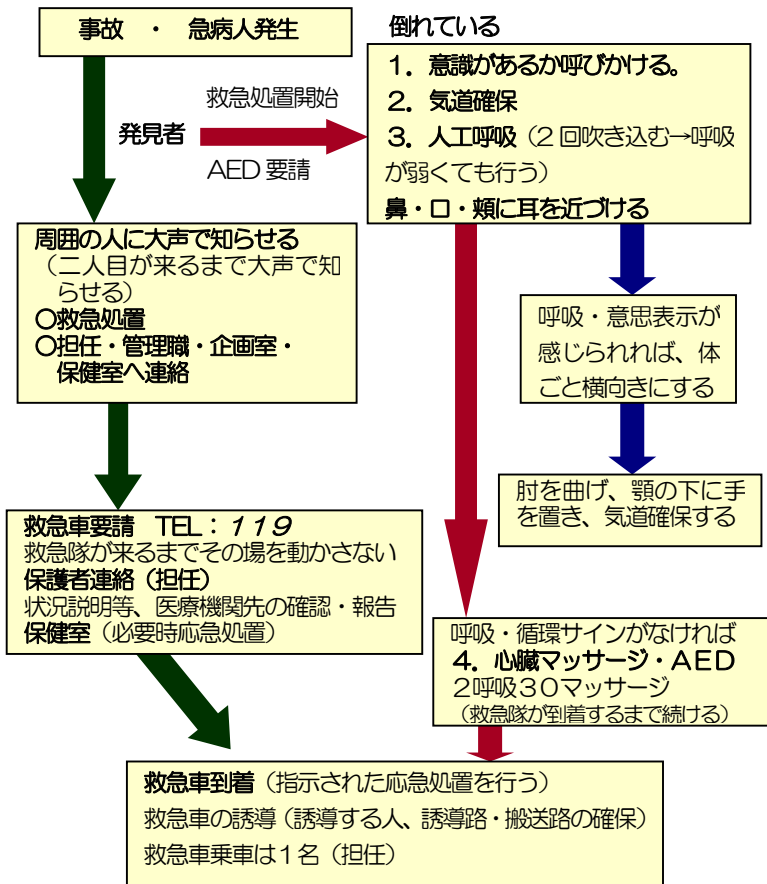 事故　・　急病人発生
倒れている
1．意識があるか呼びかける。
2．気道確保
3．人工呼吸（2回吹き込む→呼吸
が弱くても行う）
鼻・口・頬に耳を近づける
救急処置開始
発見者
AED 要請
周囲の人に大声で知らせる
（二人目が来るまで大声で知
らせる）
○救急処置
○担任・管理職・企画室・
保健室へ連絡
呼吸・意思表示が
感じられれば、体
ごと横向きにする
肘を曲げ、顎の下に手
を置き、気道確保する
救急車要請　TEL：119
救急隊が来るまでその場を動かさない
保護者連絡（担任）
状況説明等、医療機関先の確認・報告
保健室（必要時応急処置）
呼吸・循環サインがなければ
4．心臓マッサージ・AED
2呼吸30マッサージ
（救急隊が到着するまで続ける）
救急車到着（指示された応急処置を行う）
救急車の誘導（誘導する人、誘導路・搬送路の確保）
救急車乗車は1名（担任）